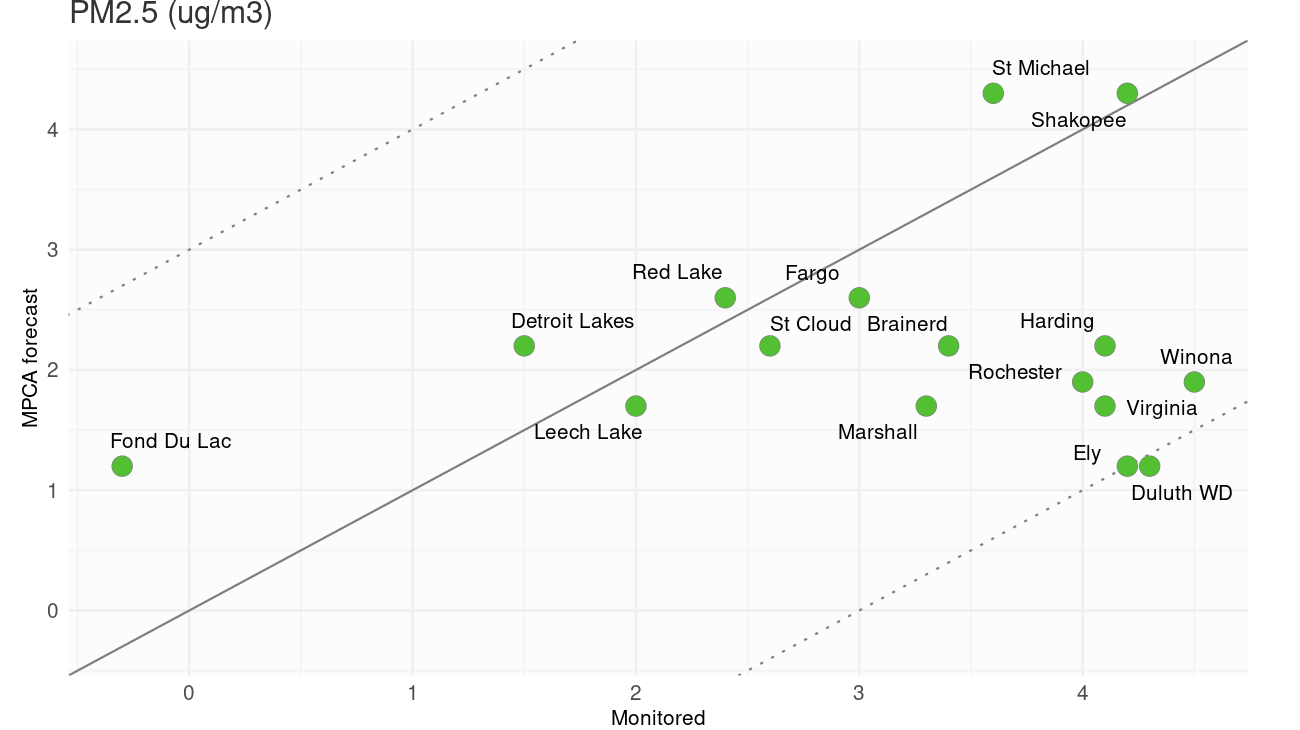 PM2.5 (ug/m3)
St Michael
4
Shakopee
3
Red Lake
Fargo
Detroit Lakes
St Cloud
Brainerd
Harding
MPCA forecast
2
Rochester
Winona
Leech Lake
Marshall
Virginia
Fond Du Lac
Ely
1
Duluth WD
0
0
1
2
3
4
Monitored